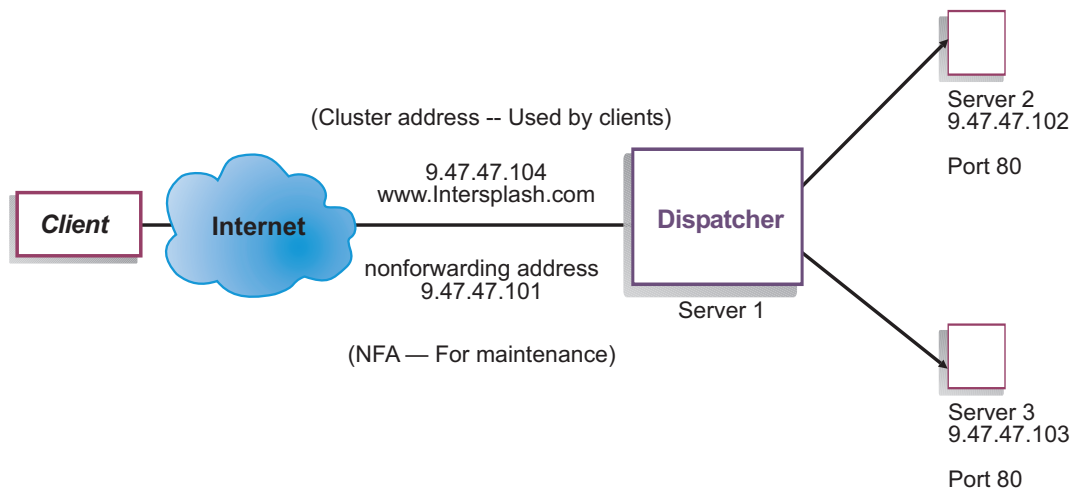 (Cluster address -- Used by clients)
9.47.47.104
www.Intersplash.com
Client
Internet
Dispatcher
nonforwarding address
9.47.47.101
Server 1
(NFA — For maintenance)
Server 2
9.47.47.102
Port 80
Server 3
9.47.47.103
Port 80